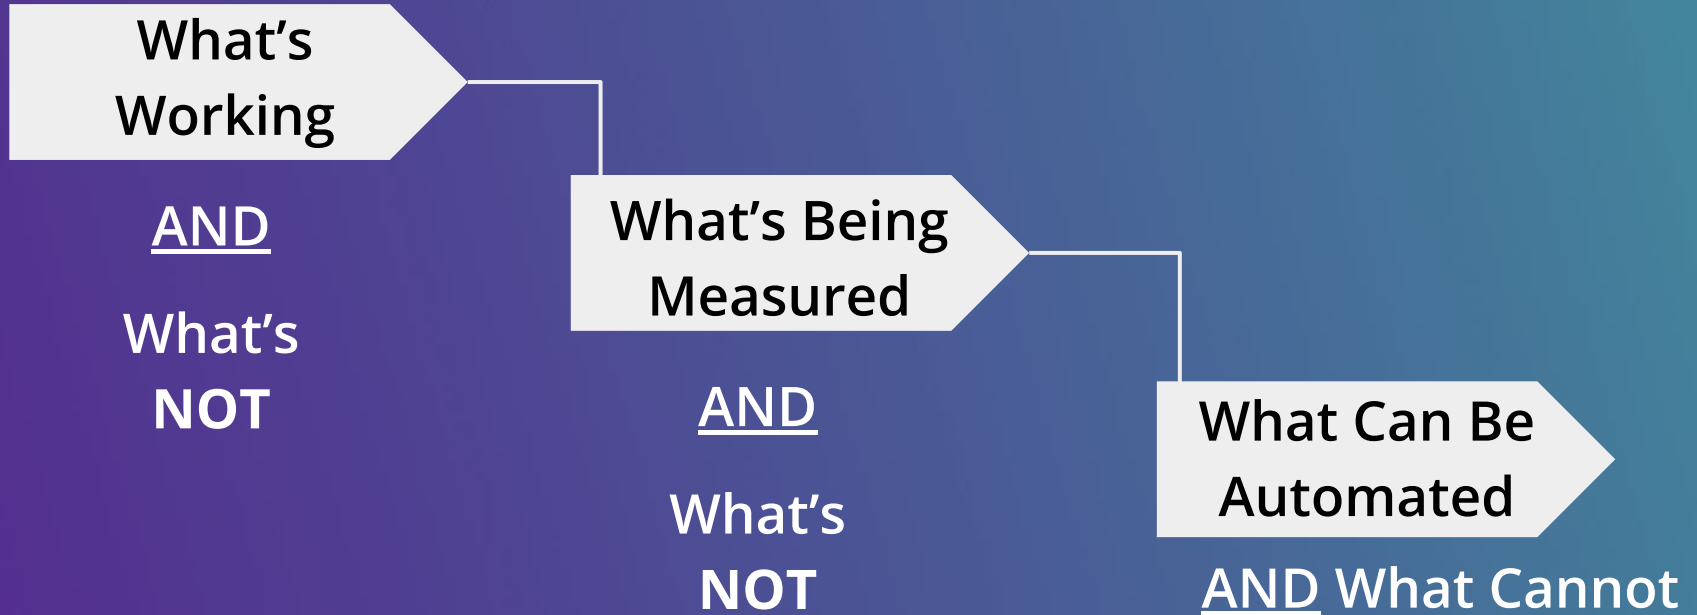 What’s
Working
AND
What’s
NOT
What’s Being
Measured
AND
What’s
NOT
What Can Be
Automated
AND What Cannot